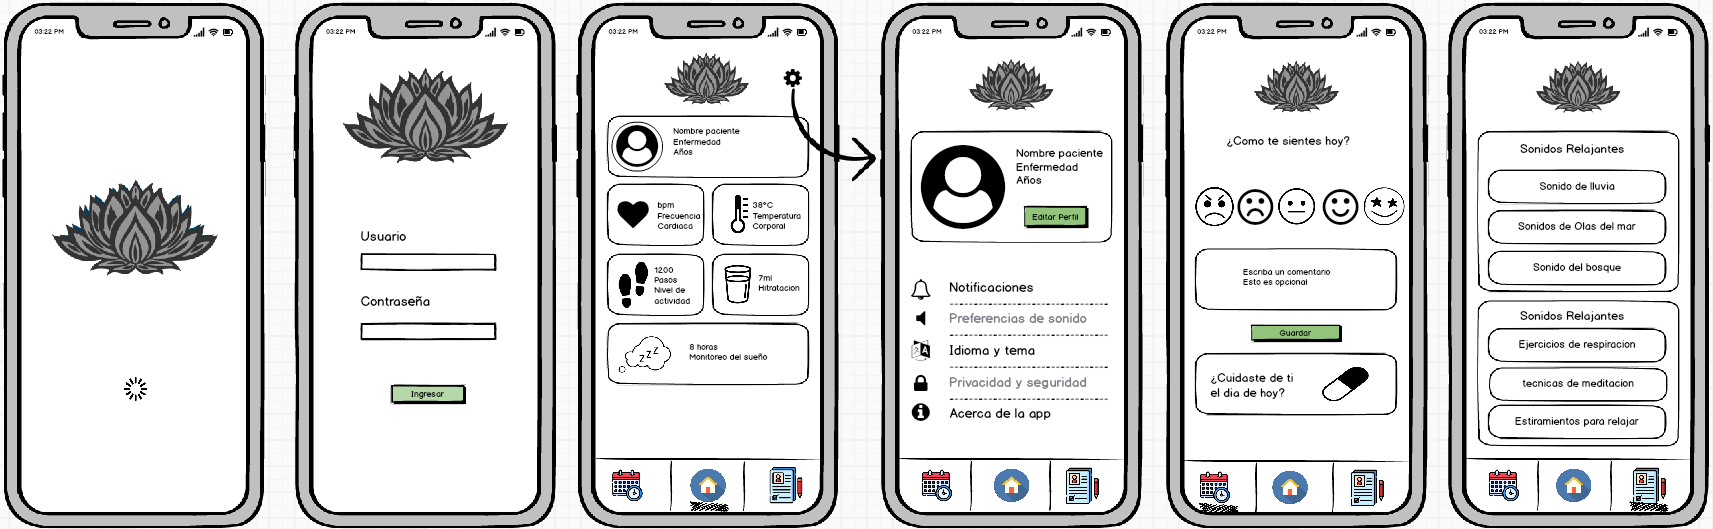 03:22 PM
03:22 PM
Usuario
Contraseña
Ingresar
03:22 PM
Nombre paciente
Enfermedad
Años
bpm
Frecuencia
Cardiaca
38°C
Temperatura
Corporal
1200
Pasos
Nivel de
actividad
7ml
Hitratacion
8 horas
Monitoreo del sueño
03:22 PM
Nombre paciente
Enfermedad
Años
Editar Perfil
Notificaciones
Preferencias de sonido
Idioma y tema
Privacidad y seguridad
Acerca de la app
03:22 PM
¿Como te sientes hoy?
Escriba un comentario
Esto es opcional
Guardar
¿Cuidaste de ti
el dia de hoy?
03:22 PM
Sonidos Relajantes
Sonido de lluvia
Sonidos de Olas del mar
Sonido del bosque
Sonidos Relajantes
Ejercicios de respiracion
tecnicas de meditacion
Estiramientos para relajar